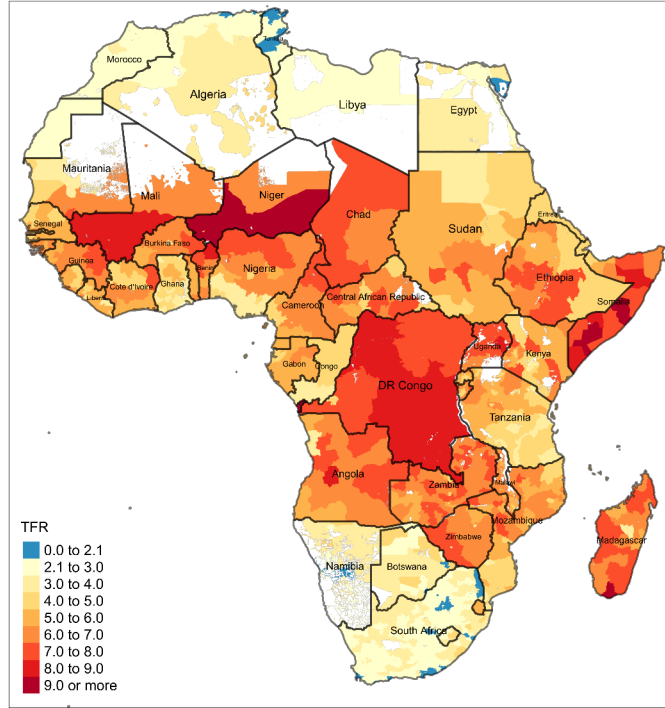 Tunisia
Morocco
Algeria
Libya
Egypt
Mauritania
Mali
Niger
Chad
Sudan
Eritrea
Senegal
Burkina Faso
Guinea
Benin
Nigeria
Ethiopia
Cote d'Ivoire
Ghana
Liberia
Cameroon
Central African Republic
Somalia
Uganda
Kenya
Gabon
Congo
DR Congo
Tanzania
Angola
Zambia
Malawi
Mozambique
Zimbabwe
Madagascar
Namibia
Botswana
South Africa
TFR
0.0 to 2.1
2.1 to 3.0
3.0 to 4.0
4.0 to 5.0
5.0 to 6.0
6.0 to 7.0
7.0 to 8.0
8.0 to 9.0
9.0 or more